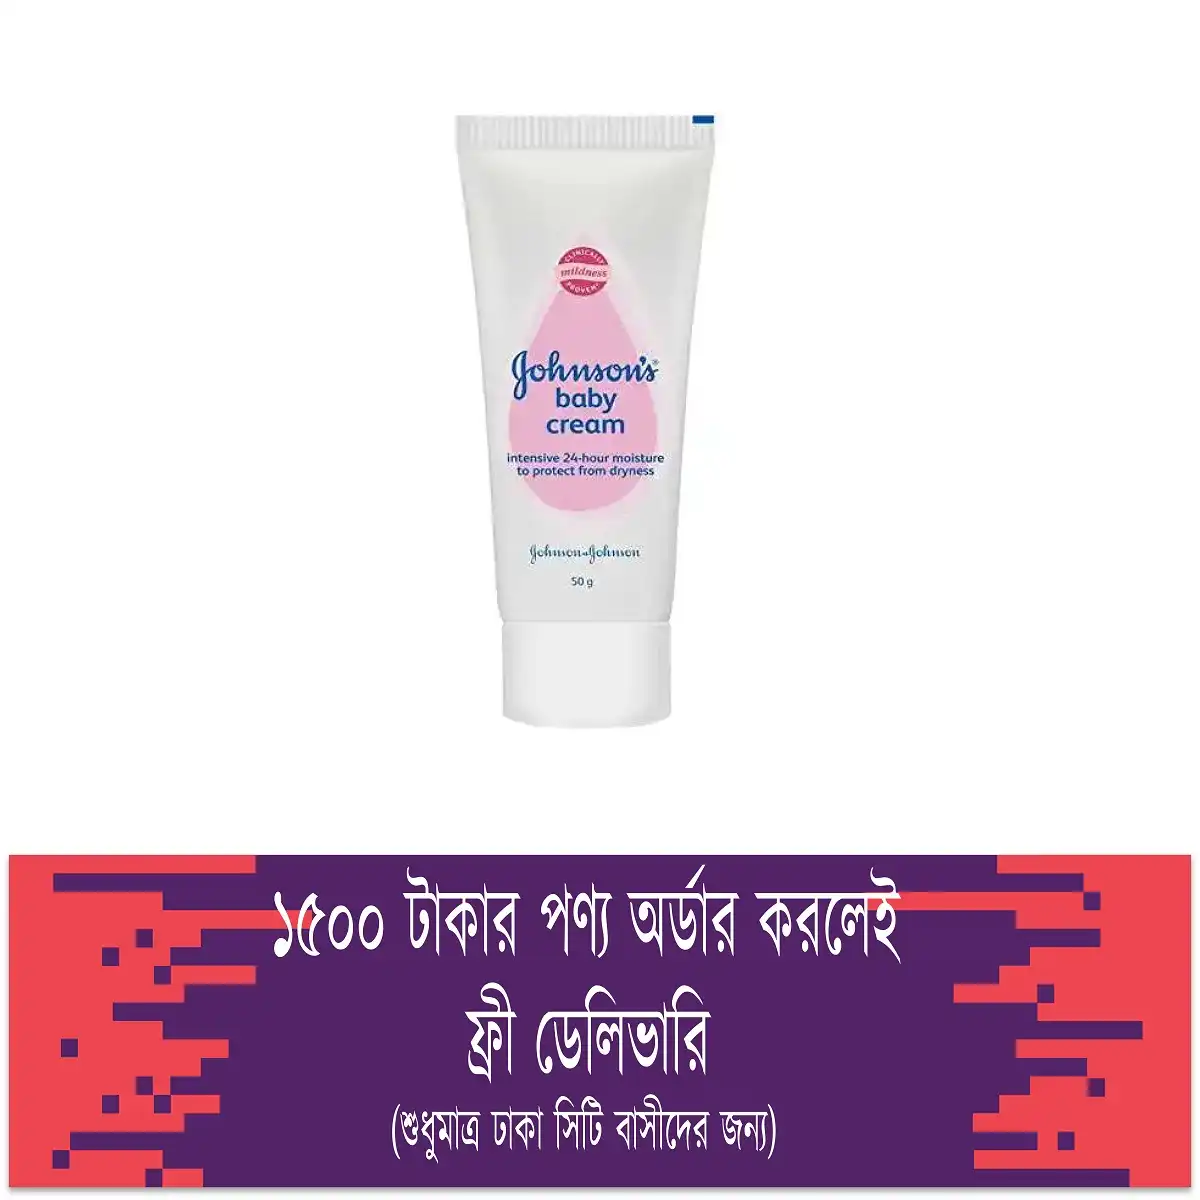 CLINICALLY
mildness
PROVEN*
Johnson's®
baby
cream
intensive 24-hour moisture
to protect from dryness
Johnson & Johnson
50 g
১৫০০ টাকার পণ্য অর্ডার করলেই
ফ্রী ডেলিভারি
(শুধুমাত্র ঢাকা সিটি বাসীদের জন্য)